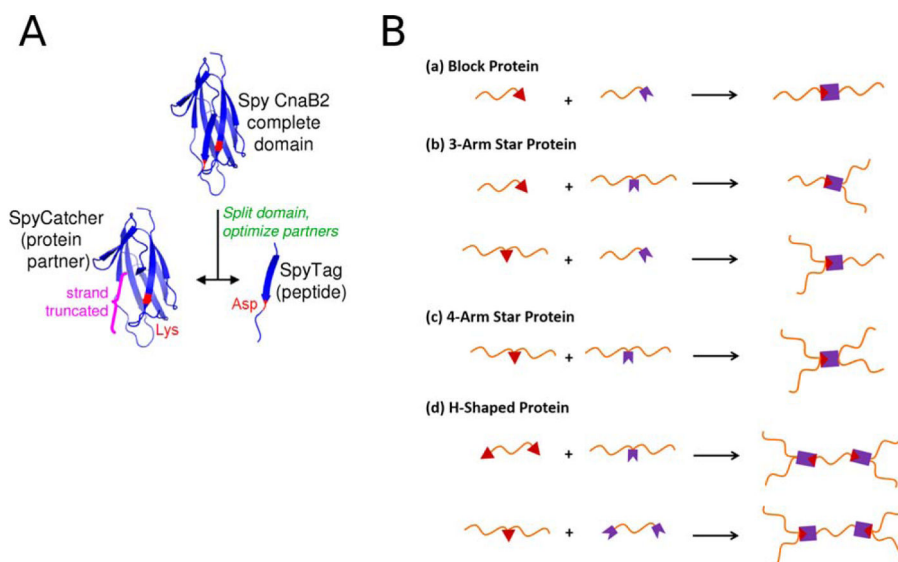 A
Spy CnaB2
complete
domain
Split domain,
optimize partners
SpyCatcher
(protein
partner)
strand
truncated
Lys
SpyTag
(peptide)
Asp
B
(a) Block Protein
+
(b) 3-Arm Star Protein
+
+
(c) 4-Arm Star Protein
+
(d) H-Shaped Protein
+
+